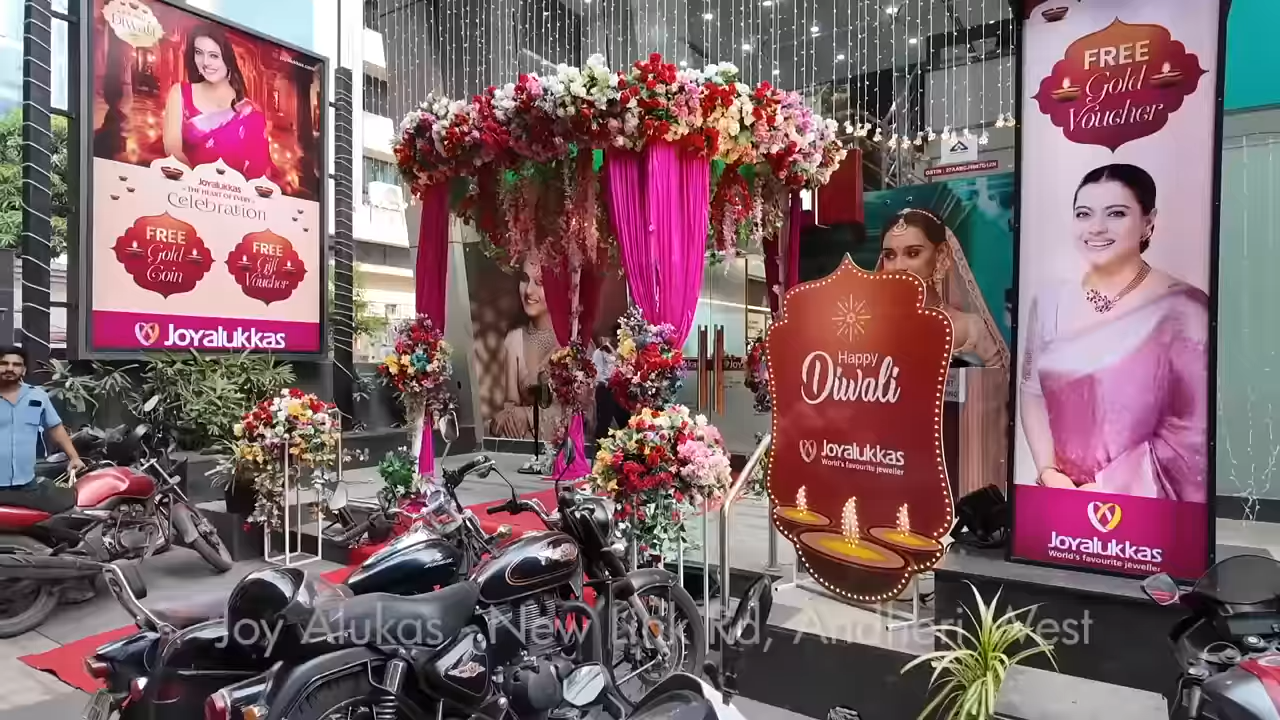 Diwali
Joyalukkas
THE HEART OF EVERY
Celebration
FREE
Gold
Coin
FREE
Gift
Voucher
Joyalukkas
FREE
Gold
Voucher
Happy
Diwali
Joyalukkas
World's favourite jeweller
Joyalukkas
World's favourite jeweller
Joy Alukas , New Link Rd, Andheri West